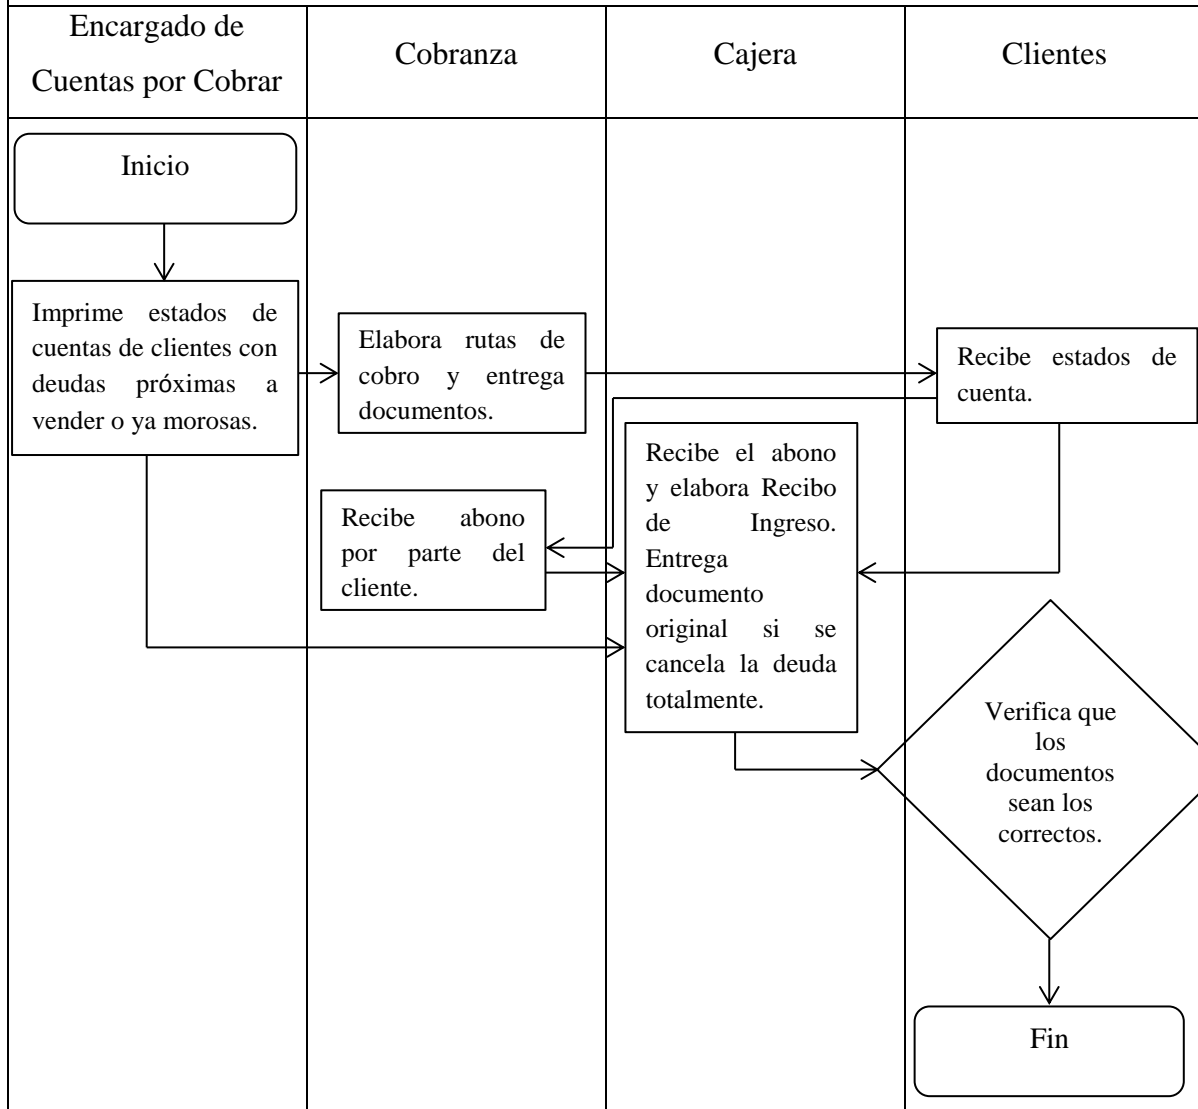 Encargado de
Cuentas por Cobrar
Cobranza
Cajera
Clientes
Inicio
Imprime estados de
cuentas de clientes con
deudas próximas a
vender o ya morosas.
Elabora rutas de
cobro y entrega
documentos.
Recibe estados de
cuenta.
Recibe abono
por parte del
cliente.
Recibe el abono
y elabora Recibo
de Ingreso.
Entrega
documento
original si se
cancela la deuda
totalmente.
Verifica que
los
documentos
sean los
correctos.
Fin